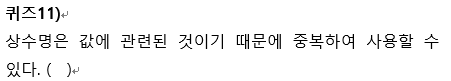 퀴즈11)
상수명은 값에 관련된 것이기 때문에 중복하여 사용할 수
있다. ( )